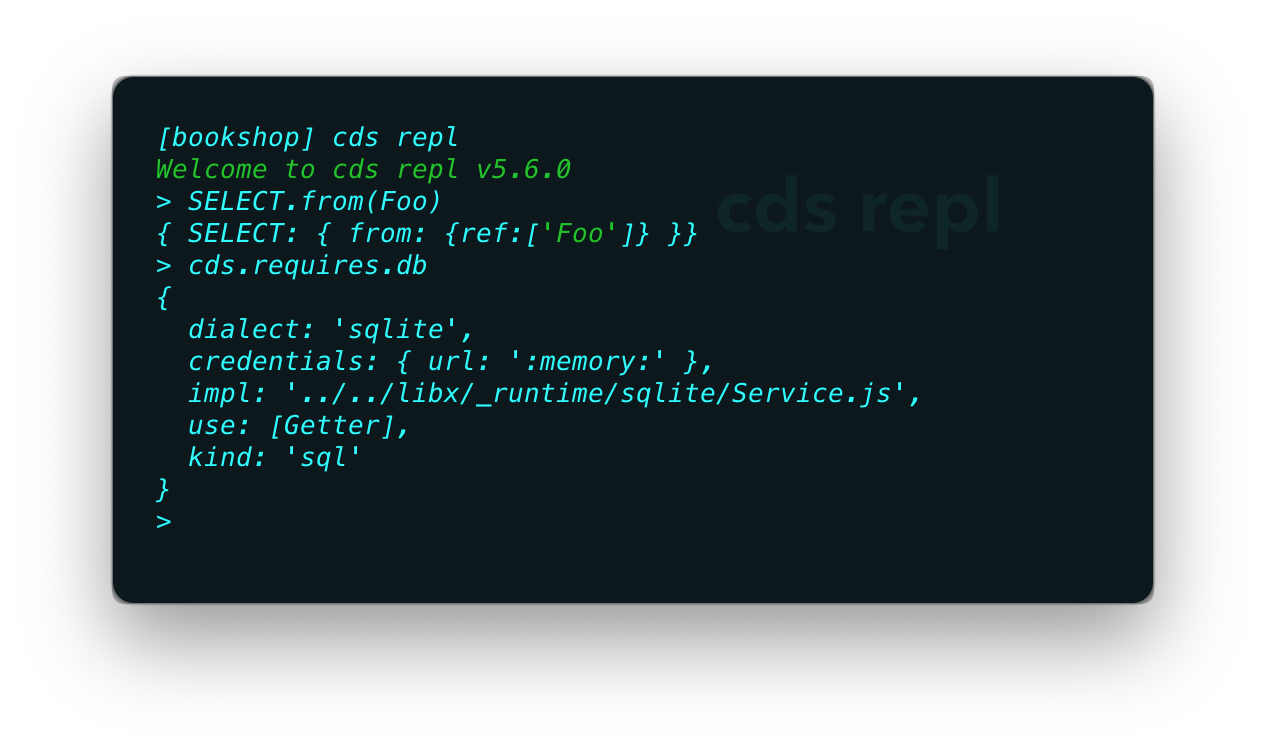 [bookshop] cds repl
Welcome to cds repl v5.6.0
cds repl
> SELECT.from(Foo)
{ SELECT: { from: {ref:['Foo']} }}
> cds.requires.db
{
  dialect: 'sqlite',
  credentials: { url: ':memory:' },
  impl: '../../libx/_runtime/sqlite/Service.js',
  use: [Getter],
  kind: 'sql'
}
>